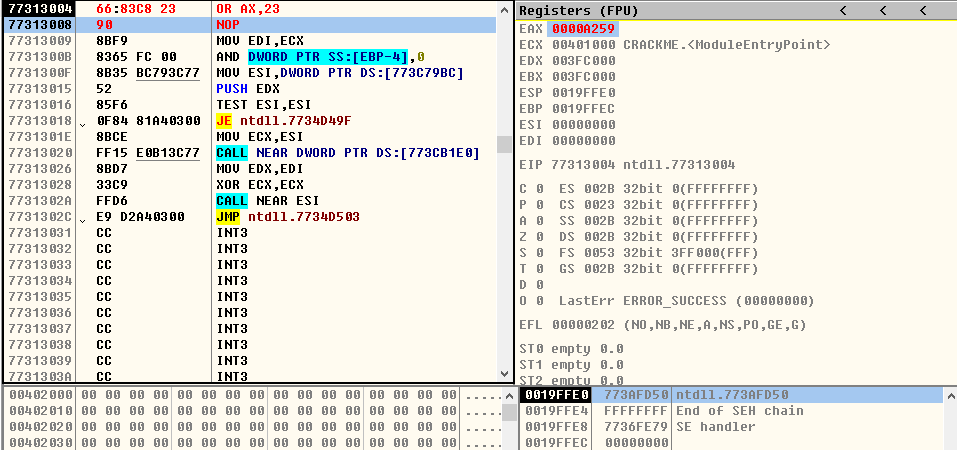 77313004 66:83C8 23 OR AX,23
77313008 90 NOP
77313009 8BF9 MOV EDI,ECX
7731300B 8365 FC 00 AND DWORD PTR SS:[EBP-4],0
7731300F 8B35 BC793C77 MOV ESI,DWORD PTR DS:[773C79BC]
77313015 52 PUSH EDX
77313016 85F6 TEST ESI,ESI
77313018 0F84 81A40300 JE ntdll.7734D49F
7731301E 8BCE MOV ECX,ESI
77313020 FF15 E0B13C77 CALL NEAR DWORD PTR DS:[773CB1E0]
77313026 8BD7 MOV EDX,EDI
77313028 33C9 XOR ECX,ECX
7731302A FFD6 CALL NEAR ESI
7731302C E9 D2A40300 JMP ntdll.7734D503
77313031 CC INT3
77313032 CC INT3
77313033 CC INT3
77313034 CC INT3
77313035 CC INT3
77313036 CC INT3
77313037 CC INT3
77313038 CC INT3
77313039 CC INT3
7731303A CC INT3
Registers (FPU) < < <
EAX 0000A259
ECX 00401000 CRACKME.<ModuleEntryPoint>
EDX 003FC000
EBX 003FC000
ESP 0019FFE0
EBP 0019FFEC
ESI 00000000
EDI 00000000
EIP 77313004 ntdll.77313004
C 0 ES 002B 32bit 0(FFFFFFFF)
P 0 CS 0023 32bit 0(FFFFFFFF)
A 0 SS 002B 32bit 0(FFFFFFFF)
Z 0 DS 002B 32bit 0(FFFFFFFF)
S 0 FS 0053 32bit 3FF000(FFF)
T 0 GS 002B 32bit 0(FFFFFFFF)
D 0
O 0 LastErr ERROR_SUCCESS (00000000)
EFL 00000202 (NO,NB,NE,A,NS,PO,GE,G)
ST0 empty 0.0
ST1 empty 0.0
ST2 empty 0.0
00402000 00 00 00 00 00 00 00 00 00 00 00 00 00 00 00 00 .....
00402010 00 00 00 00 00 00 00 00 00 00 00 00 00 00 00 00 .....
00402020 00 00 00 00 00 00 00 00 00 00 00 00 00 00 00 00 .....
00402030 00 00 00 00 00 00 00 00 00 00 00 00 00 00 00 00 .....
0019FFE0 773AFD50 ntdll.773AFD50
0019FFE4 FFFFFFFF End of SEH chain
0019FFE8 7736FE79 SE handler
0019FFEC 00000000